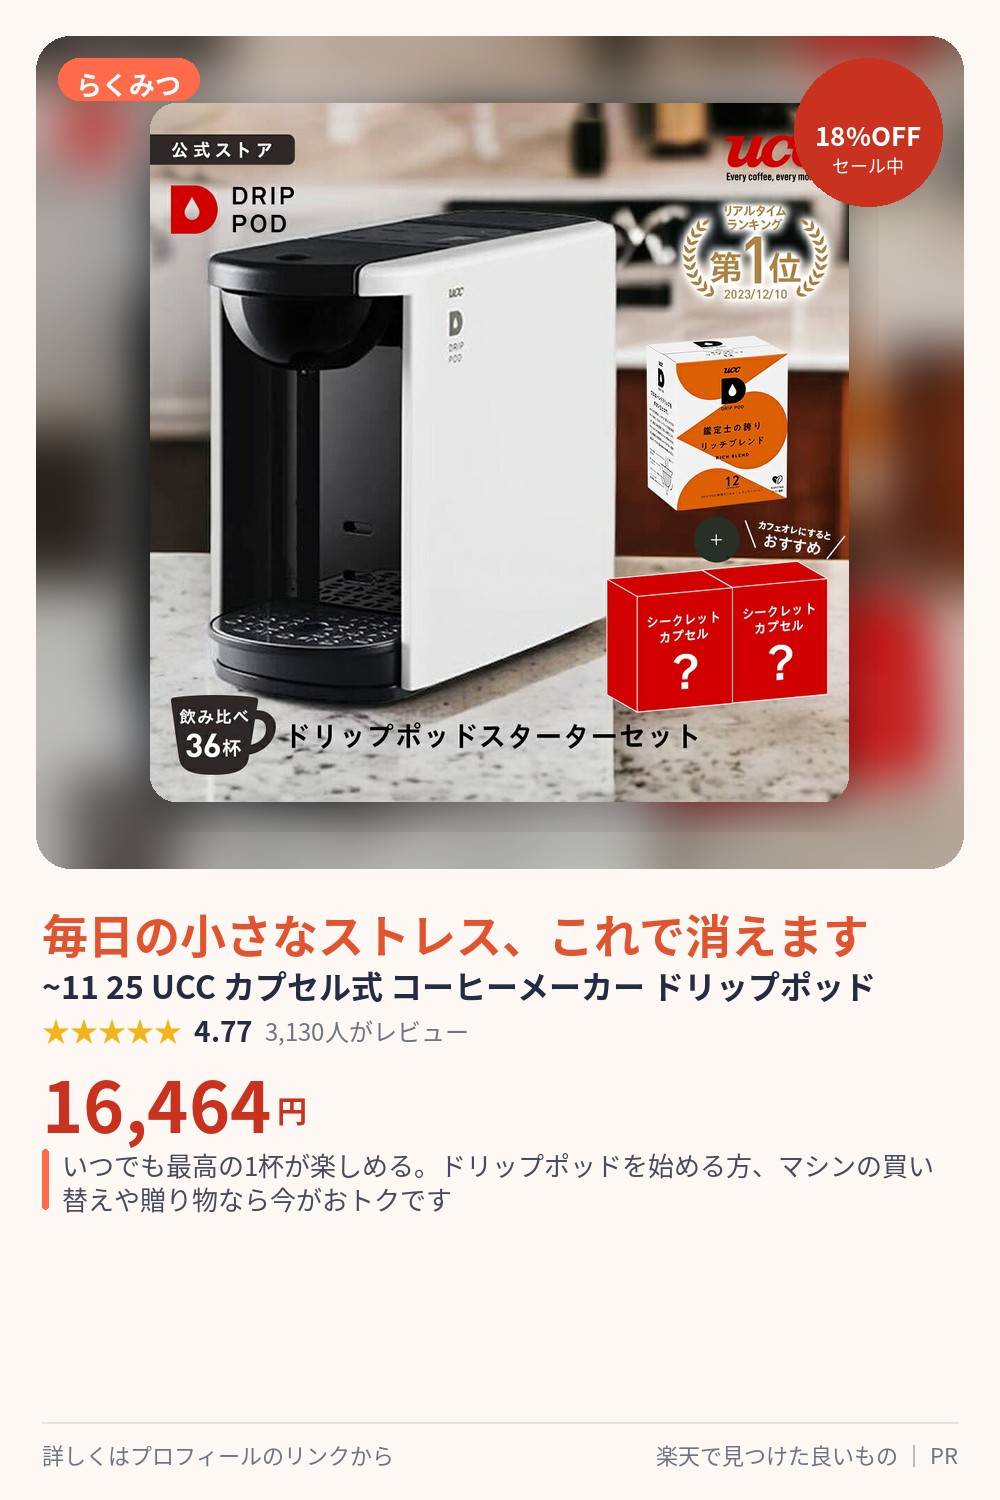 らくみつ
18%OFF
セール中
公式ストア
DRIP
POD
ucc
Every coffee, every mo
リアルタイム
ランキング
第1位
2023/12/10
ucc
D
DRIP
POD
ucc
D
DRIP POD
鑑定士の誇り
リッチブレンド
RICH BLEND
12
+
カフェオレにすると
おすすめ
シークレット
カプセル
?
シークレット
カプセル
?
飲み比べ
36杯
ドリップポッドスターターセット
毎日の小さなストレス、これで消えます
~11 25 UCC カプセル式 コーヒーメーカー ドリップポッド
★★★★★ 4.77 3,130人がレビュー
16,464円
いつでも最高の1杯が楽しめる。ドリップポッドを始める方、マシンの買い
替えや贈り物なら今がおトクです
詳しくはプロフィールのリンクから
楽天で見つけた良いもの | PR